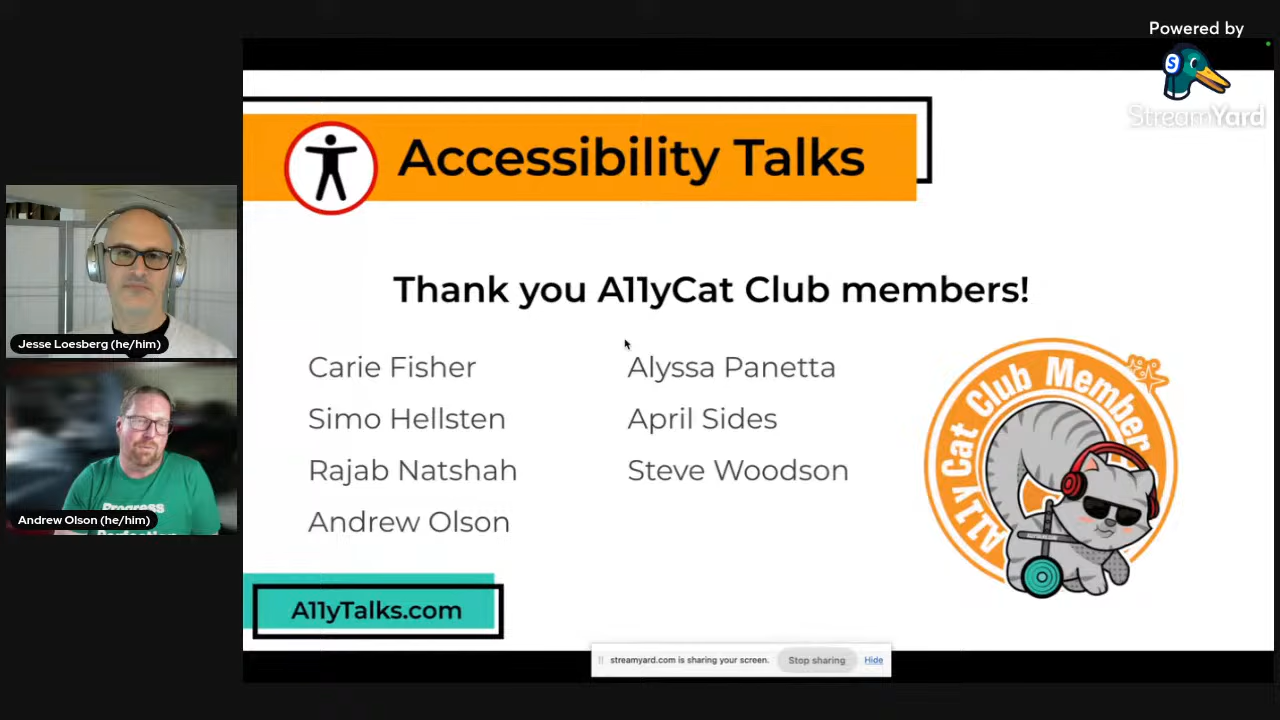 Powered by
S
StreamYard
Accessibility Talks
Thank you A11yCat Club members!
Carie Fisher
Simo Hellsten
Rajab Natshah
Andrew Olson
Alyssa Panetta
April Sides
Steve Woodson
A11y Cat Club Member
A11yTalks.com
Jesse Loesberg (he/him)
Progress
Andrew Olson (he/him)
streamyard.com is sharing your screen.
Stop sharing
Hide